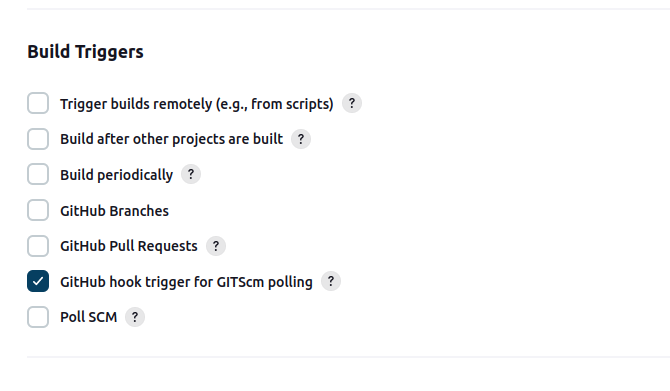 Build Triggers
Trigger builds remotely (e.g., from scripts) ?
Build after other projects are built ?
Build periodically ?
GitHub Branches
GitHub Pull Requests ?
GitHub hook trigger for GITScm polling ?
Poll SCM ?